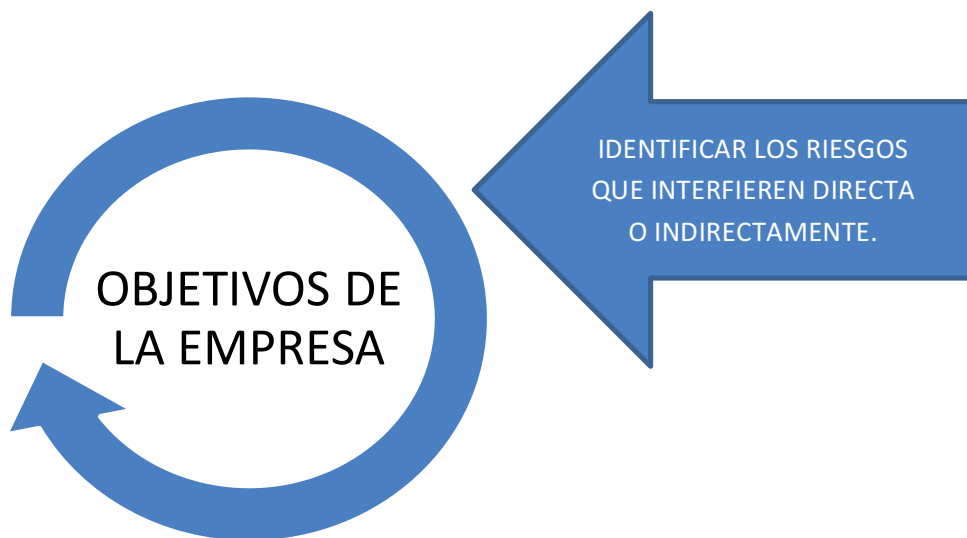 IDENTIFICAR LOS RIESGOS
QUE INTERFIEREN DIRECTA
O INDIRECTAMENTE.
OBJETIVOS DE
LA EMPRESA